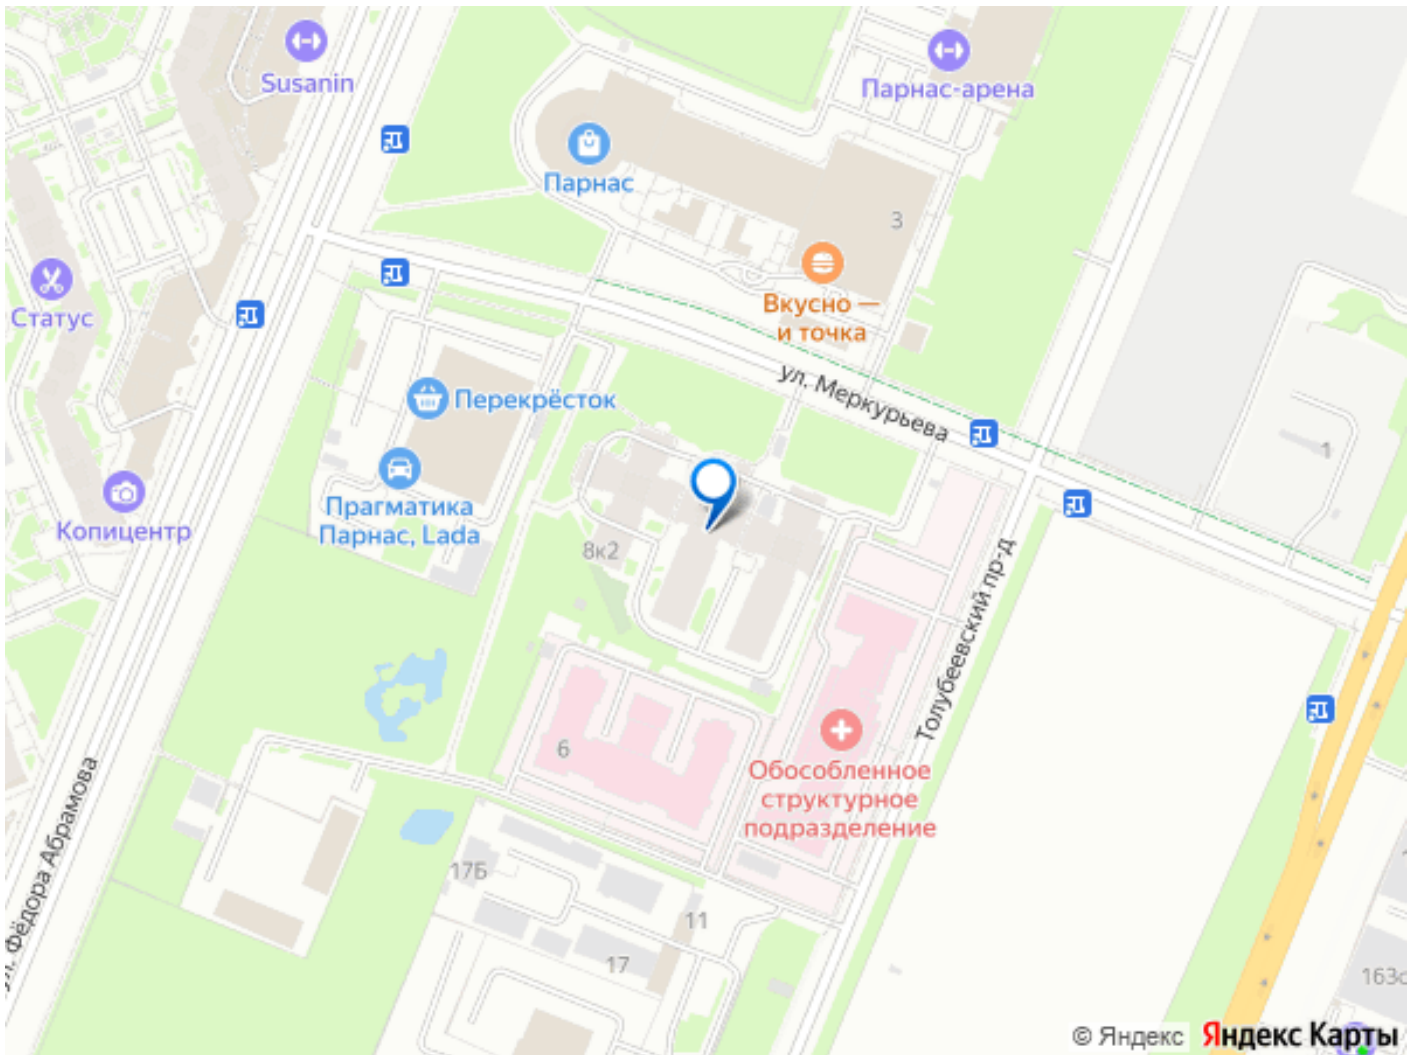 Susanin
Парнас-арена
Парнас
3
Вкусно —
и точка
Статус
ул. Меркурьева
Перекрёсток
1
Прагматика
Парнас, Lada
Копицентр
8к2
Толубеевский пр-д
6
Обособленное
структурное
подразделение
ул. Фёдора Абрамова
17Б
11
17
© Яндекс
Яндекс Карты